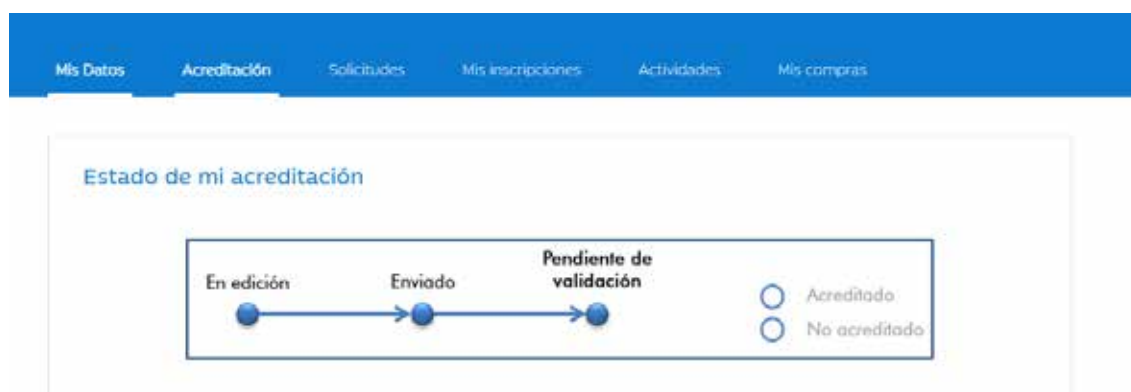 Mis Datos Acreditación Solicitudes Mis inscripciones Actividades Mis compras
Estado de mi acreditación
En edición Enviado Pendiente de
validación
Acreditado
No acreditado